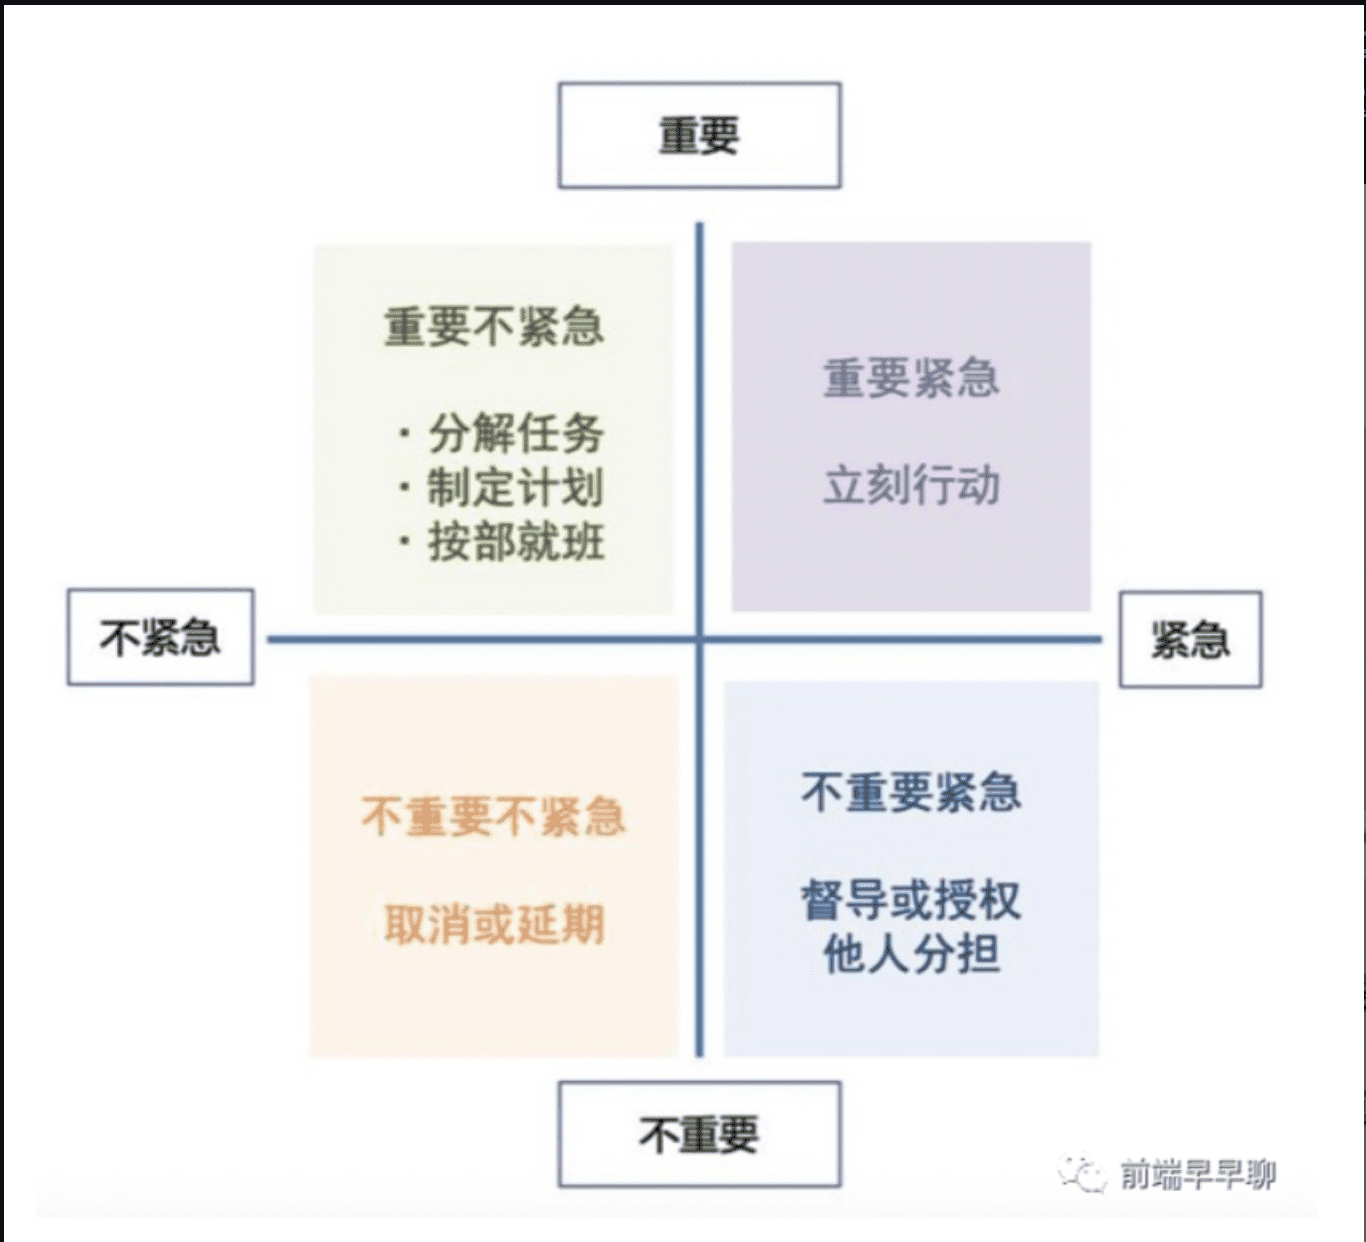 重要
重要不紧急
· 分解任务
· 制定计划
· 按部就班
重要紧急
立刻行动
不紧急
紧急
不重要不紧急
取消或延期
不重要紧急
督导或授权
他人分担
不重要
前端早早聊